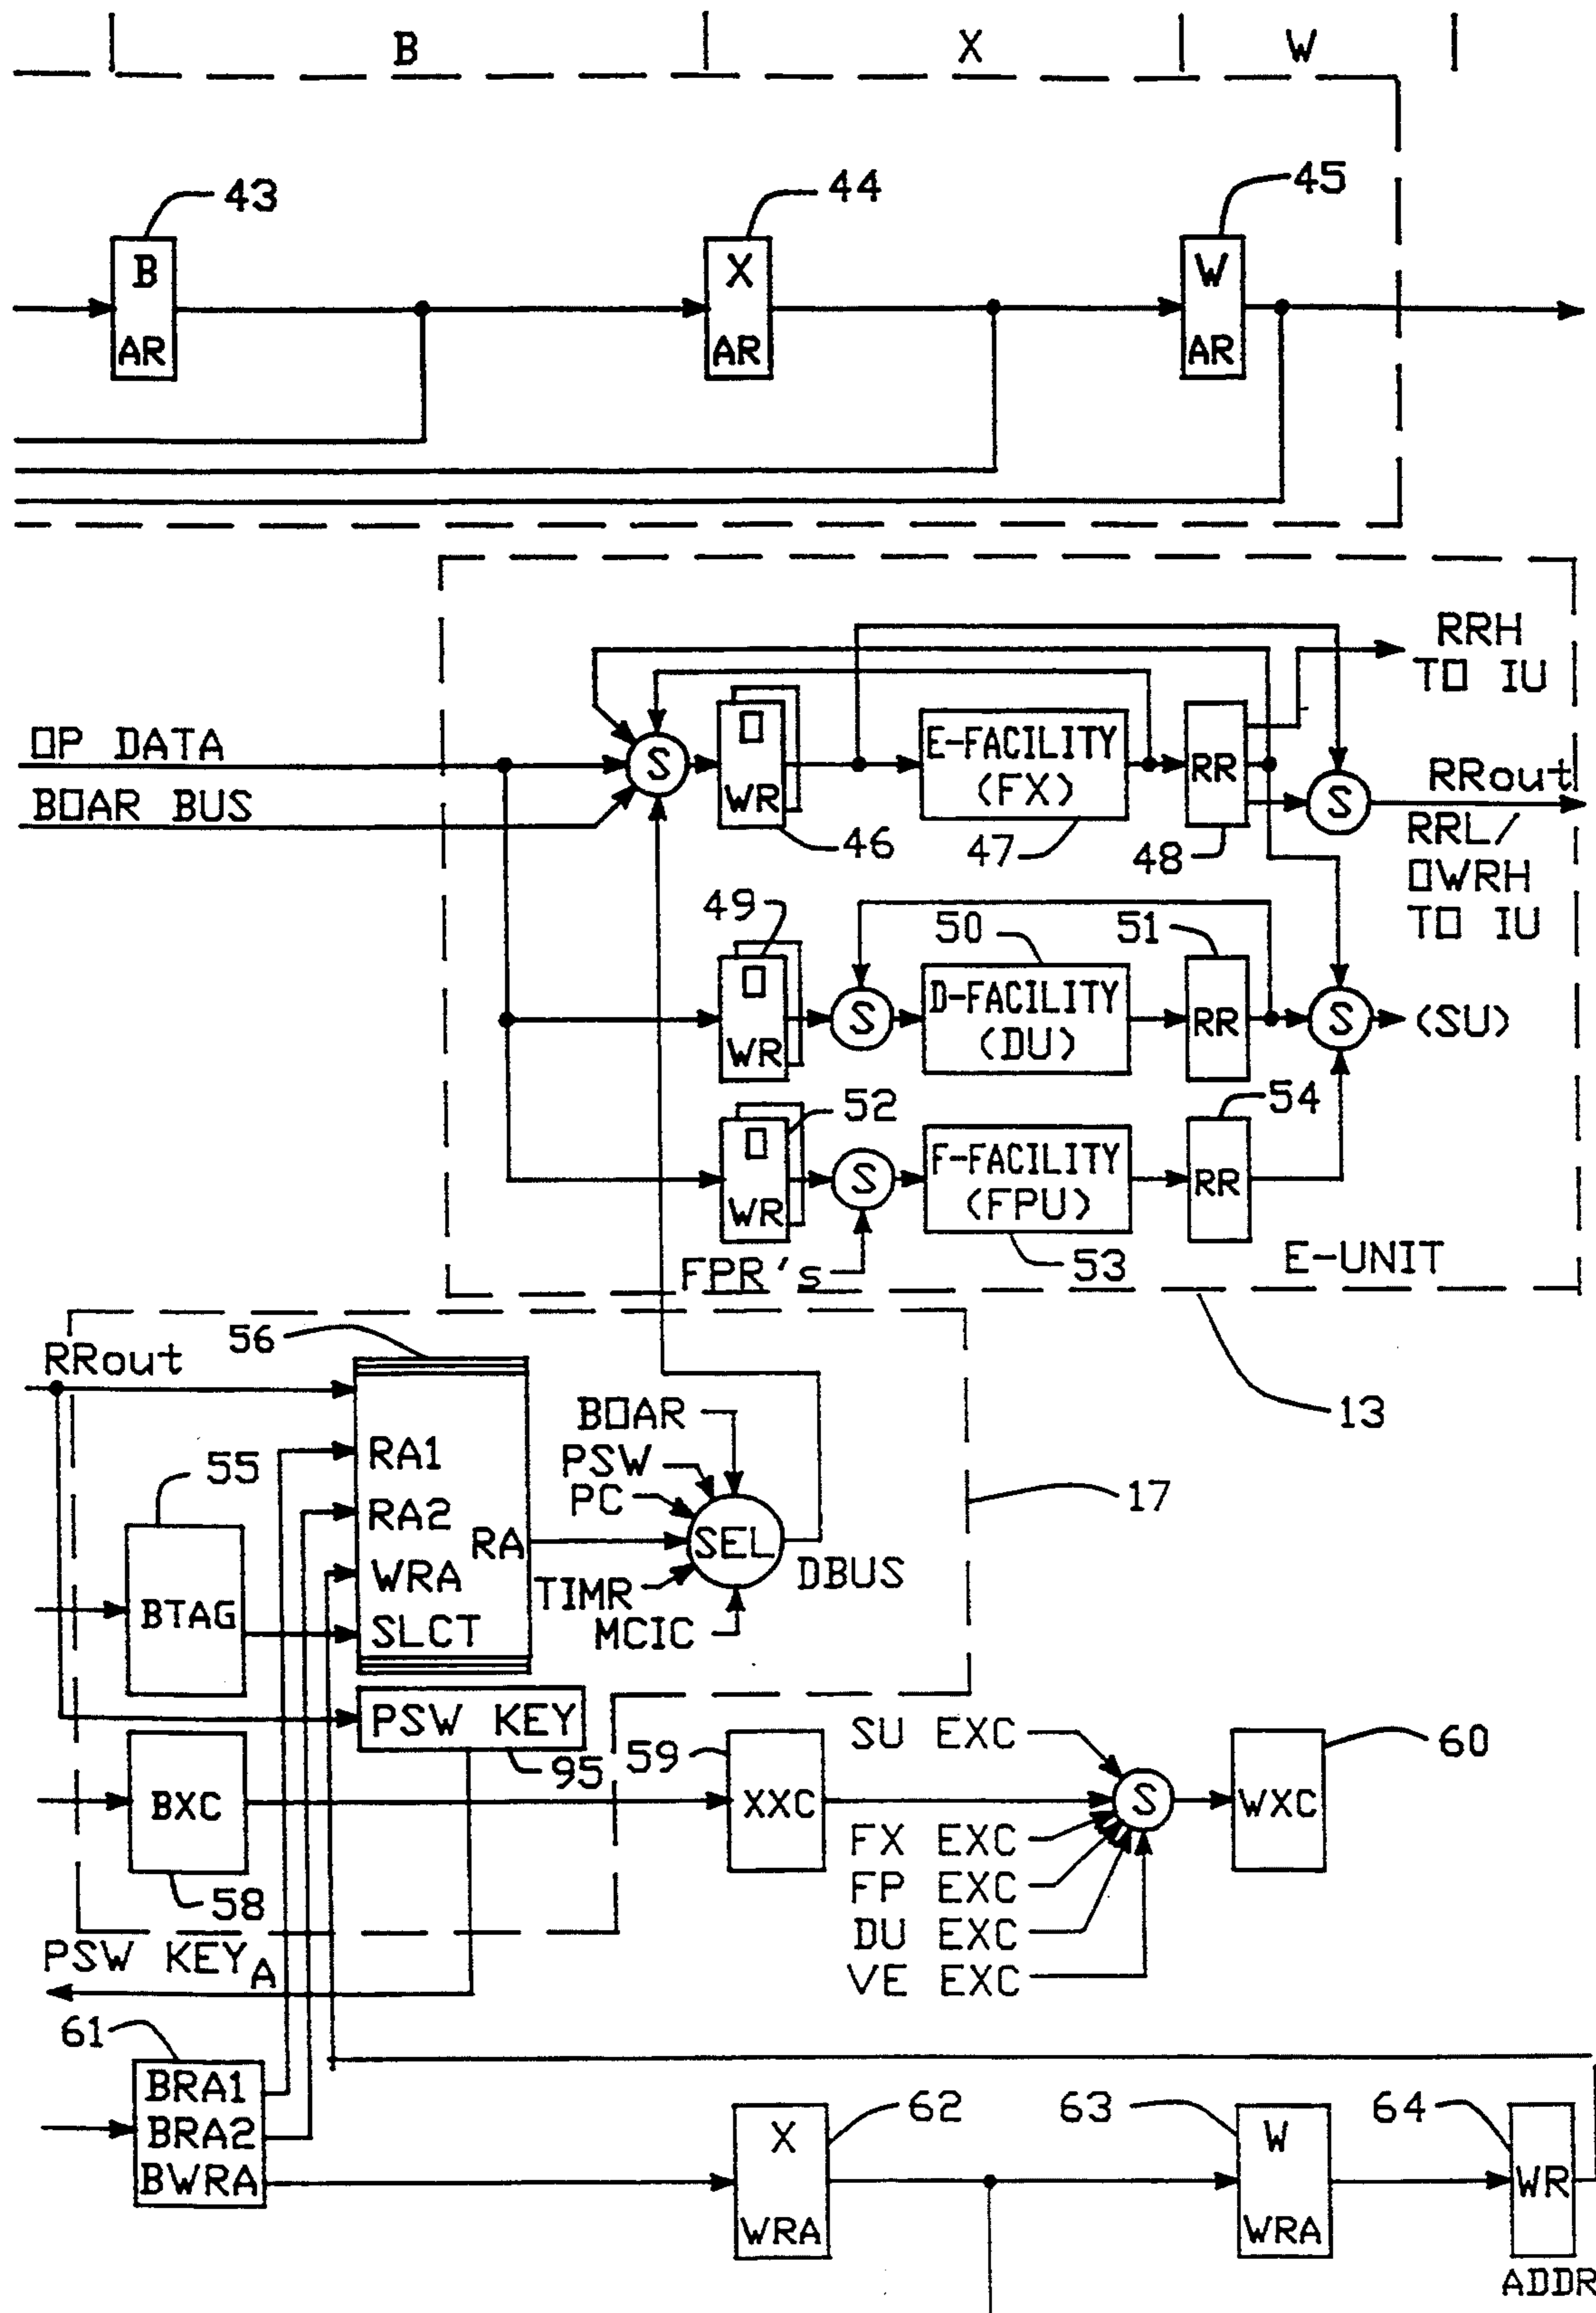 B X W
43 44 45
B X W
AR AR AR
RRH
TO IU
OP DATA
BOAR BUS
S
O
WR
46
E-FACILITY
(FX)
47
RR
48
S
RRout
RRL/
OWRH
TO IU
49
O
WR
S
50
D-FACILITY
(DU)
51
RR
S
(SU)
52
O
WR
S
FPR's
F-FACILITY
(FPU)
53
54
RR
E-UNIT
13
RRout
56
RA1
RA2
WRA
SLCT
RA
55
BTAG
BOAR
PSW
PC
SEL
TIMR
MCIC
DBUS
17
PSW KEY
95
BXC
58
59
XXC
SU EXC
S
FX EXC
FP EXC
DU EXC
VE EXC
60
WXC
PSW KEYA
61
BRA1
BRA2
BWRA
62
X
WRA
63
W
WRA
64
WR
ADDR